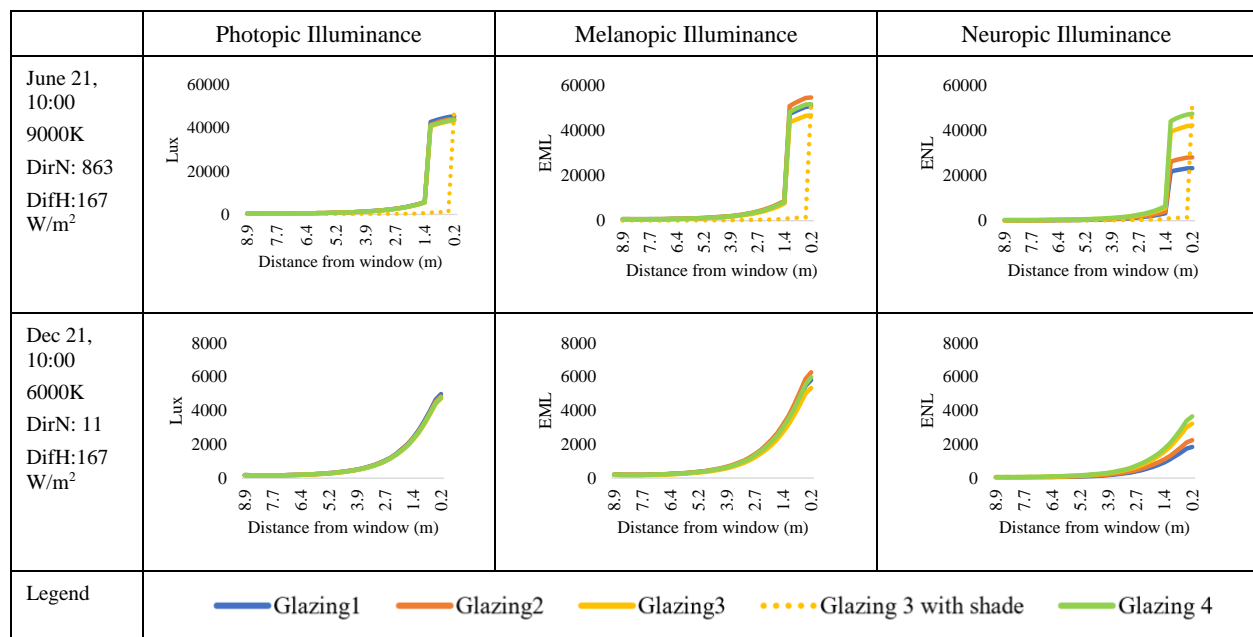 Photopic Illuminance
Melanopic Illuminance
Neuropic Illuminance
June 21,
10:00
9000K
DirN: 863
DifH:167
W/m²
60000
40000
20000
0
Lux
8.9
7.7
6.4
5.2
3.9
2.7
1.4
0.2
Distance from window (m)
60000
40000
20000
0
EML
8.9
7.7
6.4
5.2
3.9
2.7
1.4
0.2
Distance from window (m)
60000
40000
20000
0
ENL
8.9
7.7
6.4
5.2
3.9
2.7
1.4
0.2
Distance from window (m)
Dec 21,
10:00
6000K
DirN: 11
DifH:167
W/m²
8000
6000
4000
2000
0
Lux
8.9
7.7
6.4
5.2
3.9
2.7
1.4
0.2
Distance from window (m)
8000
6000
4000
2000
0
EML
8.9
7.7
6.4
5.2
3.9
2.7
1.4
0.2
Distance from window (m)
8000
6000
4000
2000
0
ENL
8.9
7.7
6.4
5.2
3.9
2.7
1.4
0.2
Distance from window (m)
Legend
Glazing1
Glazing2
Glazing3
Glazing 3 with shade
Glazing 4